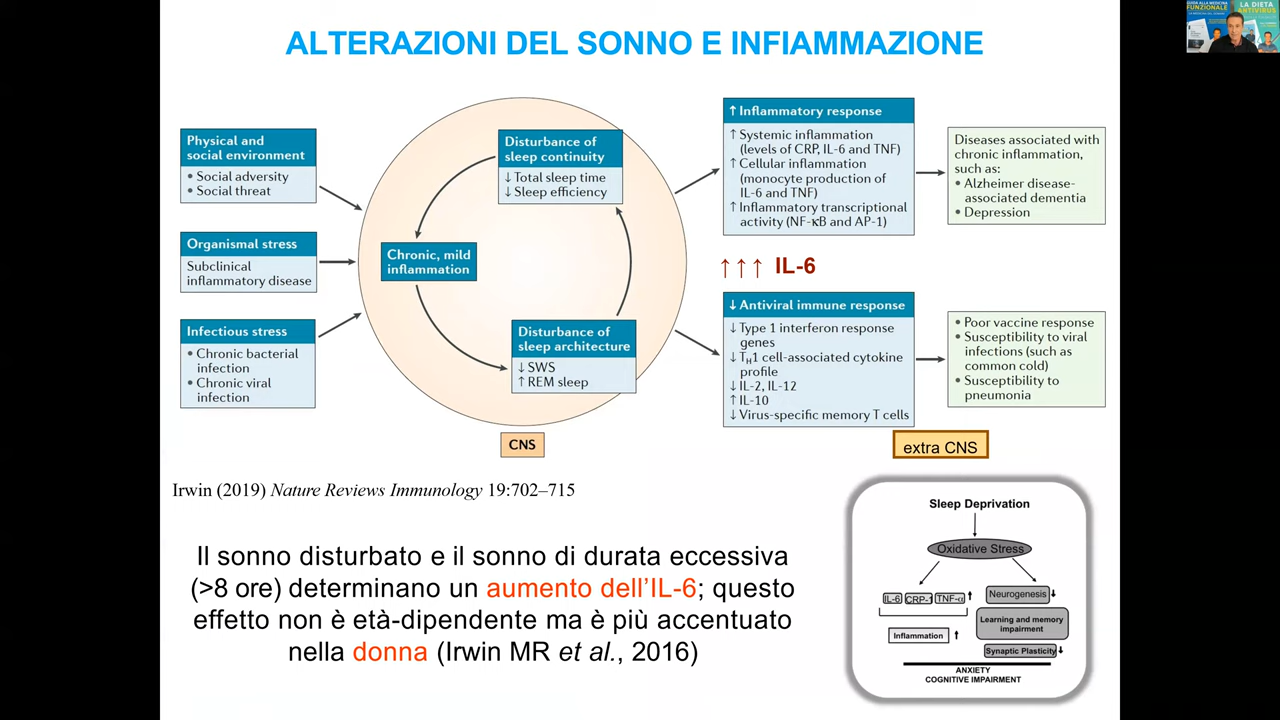 ALTERAZIONI DEL SONNO E INFIAMMAZIONE
GUIDA ALLA MEDICINA
FUNZIONALE
LA DIETA
ANTIVIRUS
Physical and
social environment
• Social adversity
• Social threat
Organismal stress
Subclinical
inflammatory disease
Infectious stress
• Chronic bacterial
infection
• Chronic viral
infection
Disturbance of
sleep continuity
↓ Total sleep time
↓ Sleep efficiency
Chronic, mild
inflammation
Disturbance of
sleep architecture
↓ SWS
↑ REM sleep
CNS
↑ Inflammatory response
↑ Systemic inflammation
(levels of CRP, IL-6 and TNF)
↑ Cellular inflammation
(monocyte production of
IL-6 and TNF)
↑ Inflammatory transcriptional
activity (NF-κB and AP-1)
Diseases associated with
chronic inflammation,
such as:
• Alzheimer disease-
associated dementia
• Depression
↑↑↑ IL-6
↓ Antiviral immune response
↓ Type 1 interferon response
genes
↓ TH1 cell-associated cytokine
profile
↓ IL-2, IL-12
↑ IL-10
↓ Virus-specific memory T cells
• Poor vaccine response
• Susceptibility to viral
infections (such as
common cold)
• Susceptibility to
pneumonia
extra CNS
Irwin (2019) Nature Reviews Immunology 19:702–715
Il sonno disturbato e il sonno di durata eccessiva
(>8 ore) determinano un aumento dell’IL-6; questo
effetto non è età-dipendente ma è più accentuato
nella donna (Irwin MR et al., 2016)
Sleep Deprivation
Oxidative Stress
IL-6 CRP-1 TNF-α ↑
Inflammation ↑
Neurogenesis ↓
Learning and memory
impairment
Synaptic Plasticity ↓
ANXIETY
COGNITIVE IMPAIRMENT